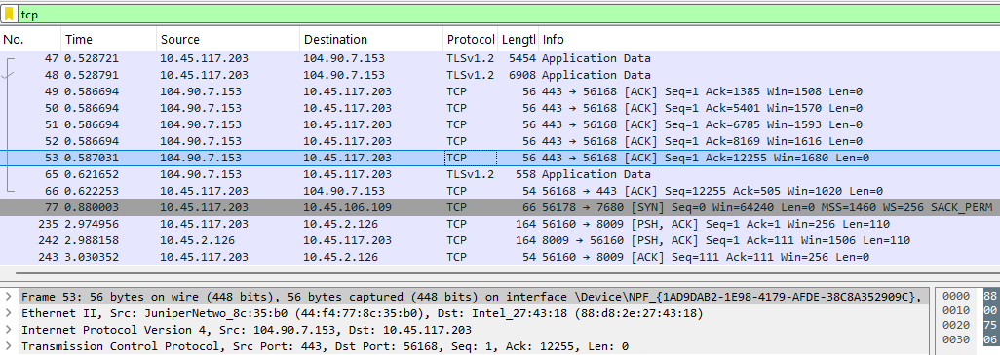 tcp
No. Time Source Destination Protocol Lengtl Info
47 0.528721 10.45.117.203 104.90.7.153 TLSv1.2 5454 Application Data
48 0.528791 10.45.117.203 104.90.7.153 TLSv1.2 6908 Application Data
49 0.586694 104.90.7.153 10.45.117.203 TCP 56 443 → 56168 [ACK] Seq=1 Ack=1385 Win=1508 Len=0
50 0.586694 104.90.7.153 10.45.117.203 TCP 56 443 → 56168 [ACK] Seq=1 Ack=5401 Win=1570 Len=0
51 0.586694 104.90.7.153 10.45.117.203 TCP 56 443 → 56168 [ACK] Seq=1 Ack=6785 Win=1593 Len=0
52 0.586694 104.90.7.153 10.45.117.203 TCP 56 443 → 56168 [ACK] Seq=1 Ack=8169 Win=1616 Len=0
53 0.587031 104.90.7.153 10.45.117.203 TCP 56 443 → 56168 [ACK] Seq=1 Ack=12255 Win=1680 Len=0
65 0.621652 104.90.7.153 10.45.117.203 TLSv1.2 558 Application Data
66 0.622253 10.45.117.203 104.90.7.153 TCP 54 56168 → 443 [ACK] Seq=12255 Ack=505 Win=1020 Len=0
77 0.880003 10.45.117.203 10.45.106.109 TCP 66 56178 → 7680 [SYN] Seq=0 Win=64240 Len=0 MSS=1460 WS=256 SACK_PERM
235 2.974956 10.45.117.203 10.45.2.126 TCP 164 56160 → 8009 [PSH, ACK] Seq=1 Ack=1 Win=256 Len=110
242 2.988158 10.45.2.126 10.45.117.203 TCP 164 8009 → 56160 [PSH, ACK] Seq=1 Ack=111 Win=1506 Len=110
243 3.030352 10.45.117.203 10.45.2.126 TCP 54 56160 → 8009 [ACK] Seq=111 Ack=111 Win=256 Len=0
Frame 53: 56 bytes on wire (448 bits), 56 bytes captured (448 bits) on interface \Device\NPF_{1AD9DAB2-1E98-4179-AFDE-38C8A352909C}, 0000 88
Ethernet II, Src: JuniperNetwo_8c:35:b0 (44:f4:77:8c:35:b0), Dst: Intel_27:43:18 (88:d8:2e:27:43:18) 0010 00
Internet Protocol Version 4, Src: 104.90.7.153, Dst: 10.45.117.203 0020 75
Transmission Control Protocol, Src Port: 443, Dst Port: 56168, Seq: 1, Ack: 12255, Len: 0 0030 06